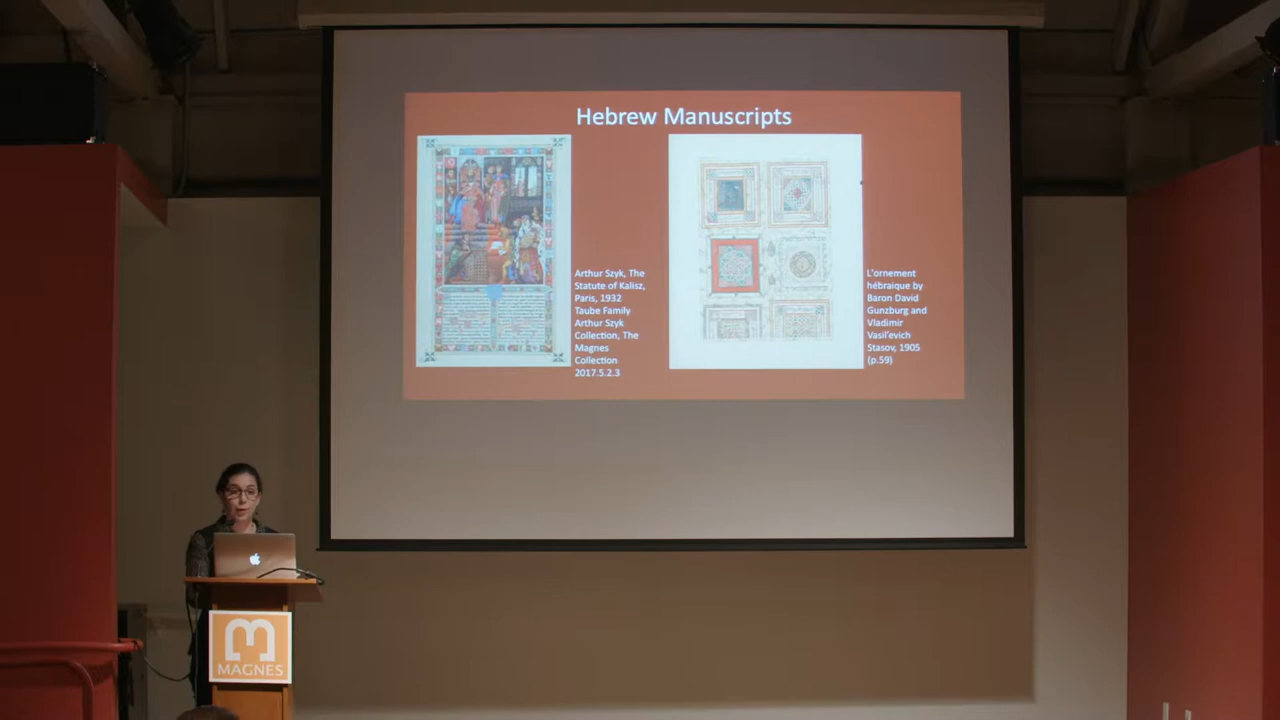 Hebrew Manuscripts
Arthur Szyk, The
Statute of Kalisz,
Paris, 1932
Taube Family
Arthur Szyk
Collection, The
Magnes
Collection
2017.5.2.3
L'ornement
hébraique by
Baron David
Gunzburg and
Vladimir
Vasil'evich
Stasov, 1905
(p.59)
MAGNES